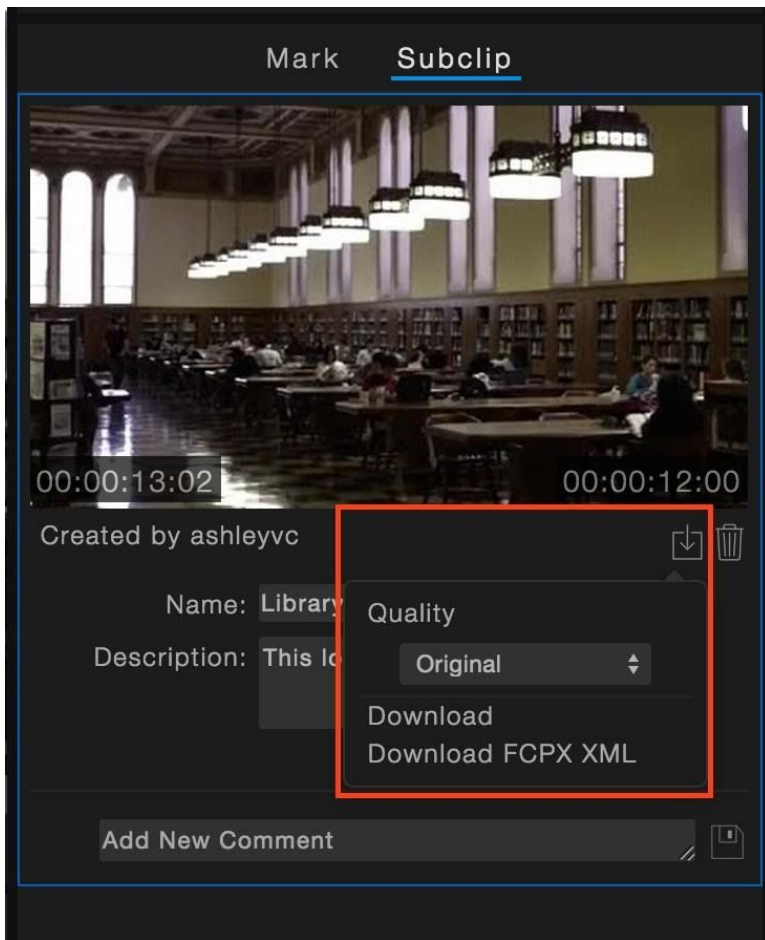 Mark Subclip
00:00:13:02 00:00:12:00
Created by ashleyvc
Name: Library
Description: This lo
Quality
Original
Download
Download FCPX XML
Add New Comment